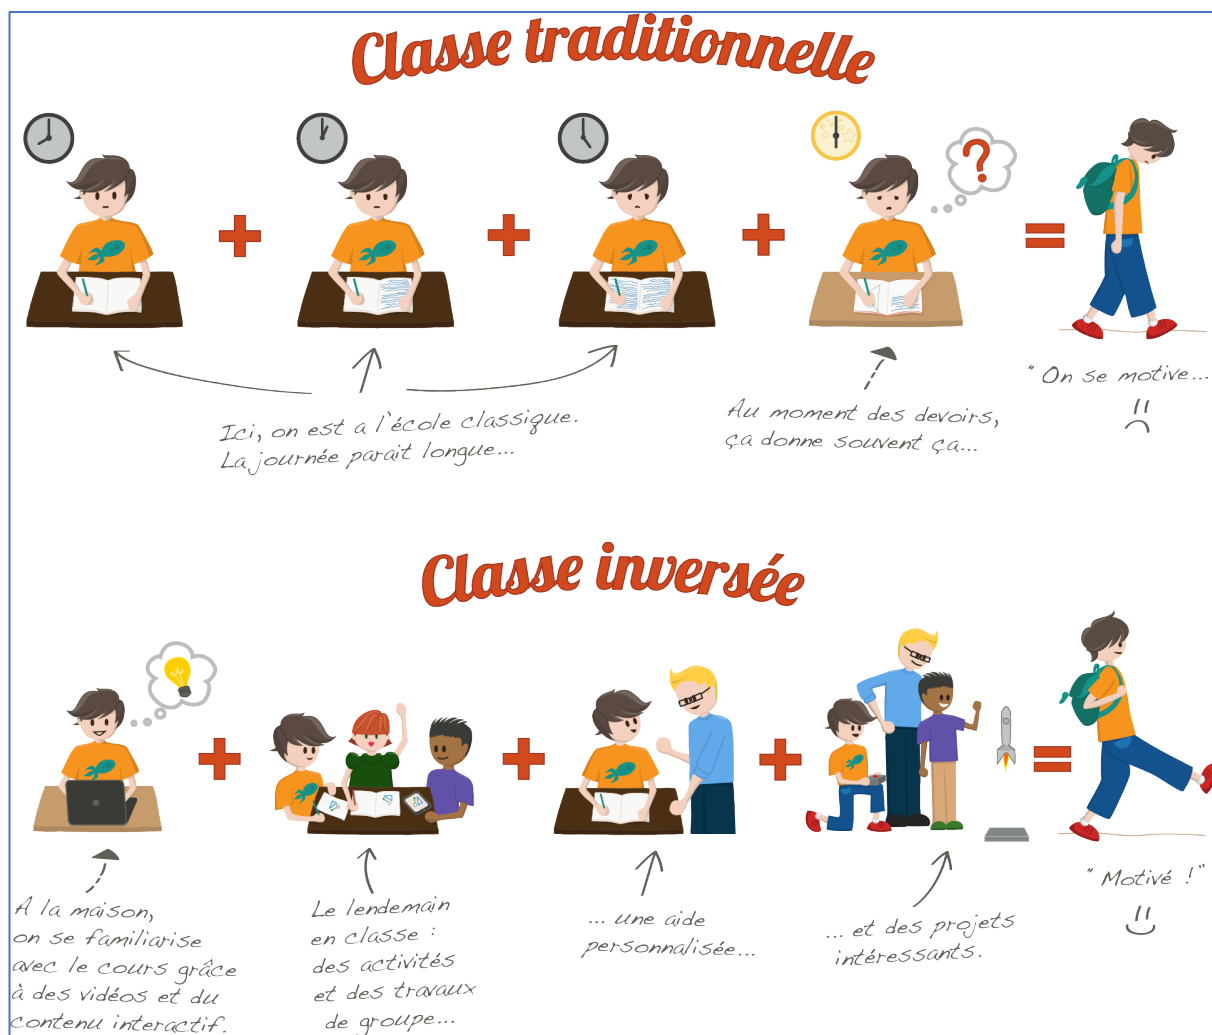 Classe traditionnelle
?
Ici, on est a l'école classique.
La journée parait longue...
Au moment des devoirs,
ça donne souvent ça...
" On se motive...
Classe inversée
A la maison,
on se familiarise
avec le cours grâce
à des vidéos et du
contenu interactif.
Le lendemain
en classe :
des activités
et des travaux
de groupe...
... une aide
personnalisée...
... et des projets
intéressants.
" Motivé ! "